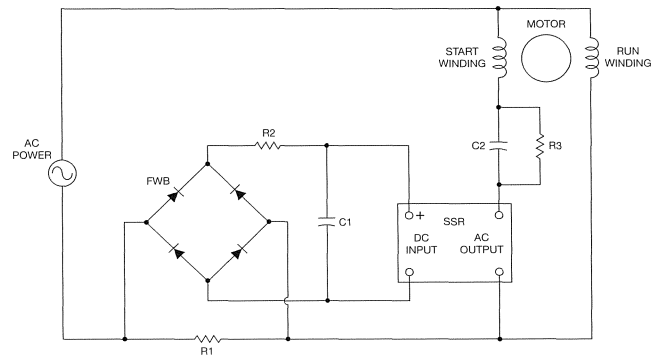 MOTOR
START
WINDING
RUN
WINDING
AC
POWER
R2
C2
R3
FWB
C1
+
SSR
DC
INPUT
AC
OUTPUT
R1